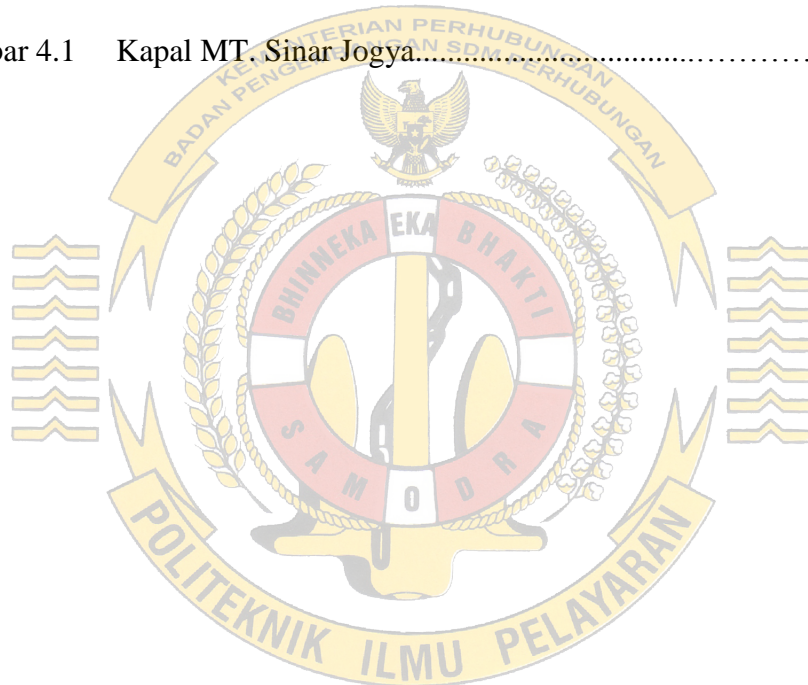 bar 4.1 Kapal MT. Sinar Jogya..............................................
KEMENTERIAN PERHUBUNGAN
BADAN PENGEMBANGAN SDM PERHUBUNGAN
BHINNEKA EKA BHAKTI
SAMODRA
POLITEKNIK ILMU PELAYARAN